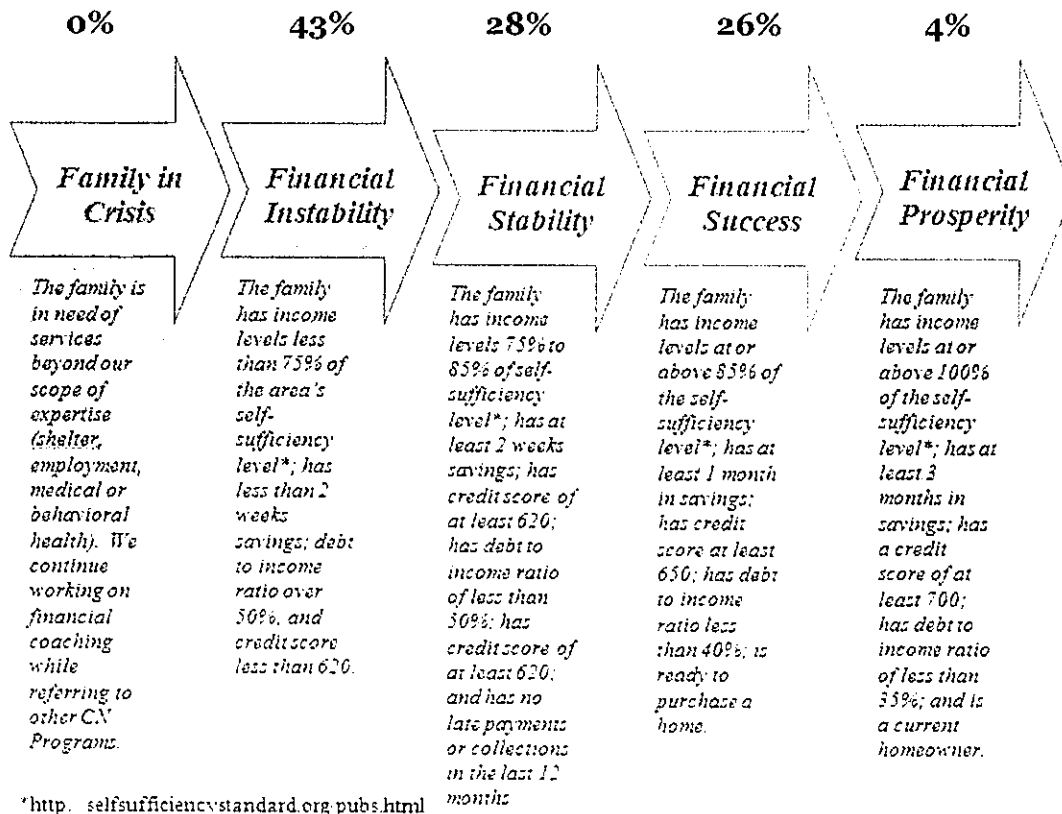 0%
43%
28%
26%
4%
Family in
Crisis
Financial
Instability
Financial
Stability
Financial
Success
Financial
Prosperity
The family is
in need of
services
beyond our
scope of
expertise
(shelter,
employment,
medical or
behavioral
health). We
continue
working on
financial
coaching
while
referring to
other CN
Programs.
The family
has income
levels less
than 75% of
the area's
self-
sufficiency
level*; has
less than 2
weeks
savings; debt
to income
ratio over
50%, and
credit score
less than 620.
The family
has income
levels 75% to
85% of self-
sufficiency
level*; has at
least 2 weeks
savings; has
credit score of
at least 620;
has debt to
income ratio
of less than
50%; has
credit score of
at least 620;
and has no
late payments
or collections
in the last 12
months
The family
has income
levels at or
above 85% of
the self-
sufficiency
level*; has at
least 1 month
in savings;
has credit
score at least
650; has debt
to income
ratio less
than 40%; is
ready to
purchase a
home.
The family
has income
levels at or
above 100%
of the self-
sufficiency
level*; has at
least 3
months in
savings; has
a credit
score of at
least 700;
has debt to
income ratio
of less than
35%; and is
a current
homeowner.
*http. selfsufficiencystandard.org pubs.html